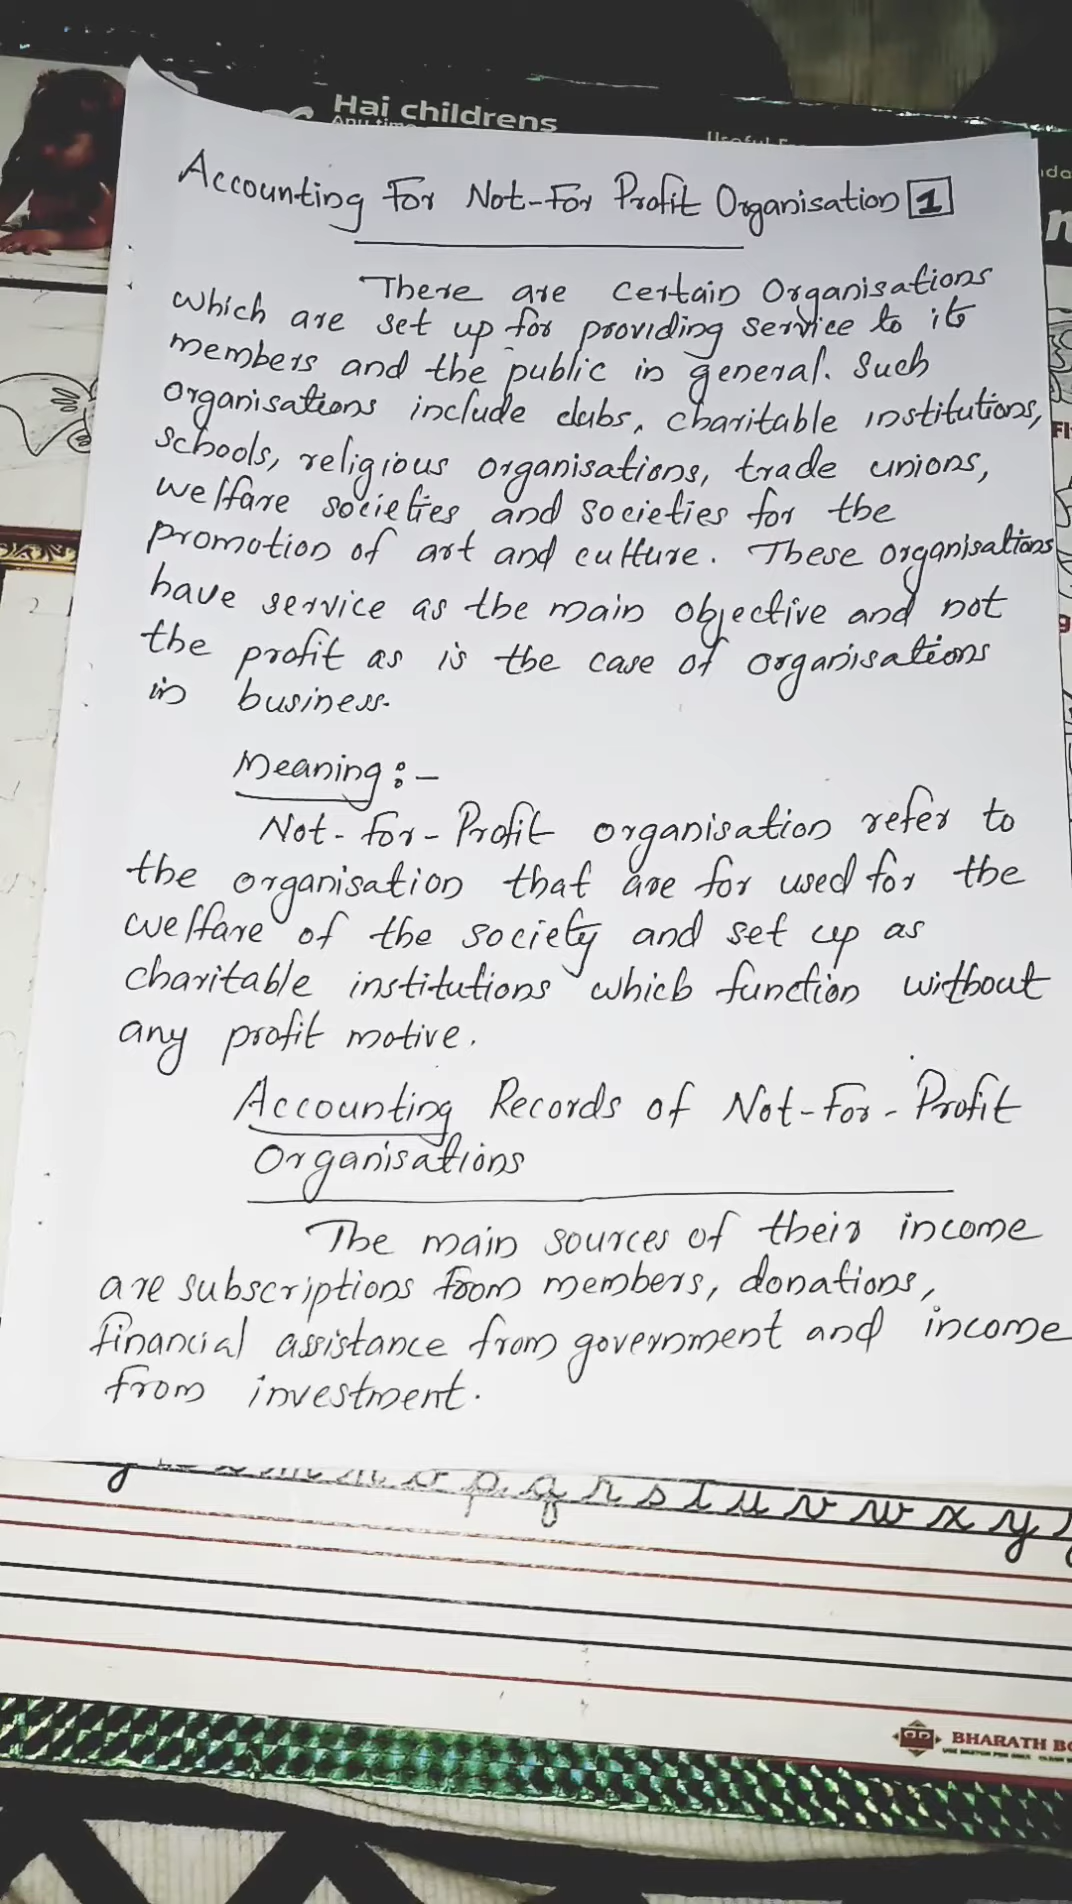 Hai childrens
Accounting For Not-For Profit Organisation 1
There are certain Organisations
which are set up for providing service to its
members and the public in general. Such
organisations include clubs, charitable institutions,
schools, religious organisations, trade unions,
welfare societies and societies for the
promotion of art and culture. These organisations
have service as the main objective and not
the profit as is the case of organisations
in business.
Meaning:-
Not-for-Profit organisation refer to
the organisation that are for used for the
welfare of the society and set up as
charitable institutions which function without
any profit motive.
Accounting Records of Not-For-Profit
Organisations
The main sources of their income
are subscriptions from members, donations,
financial assistance from government and income
from investment.
p q r s t u v w x y
BHARATH